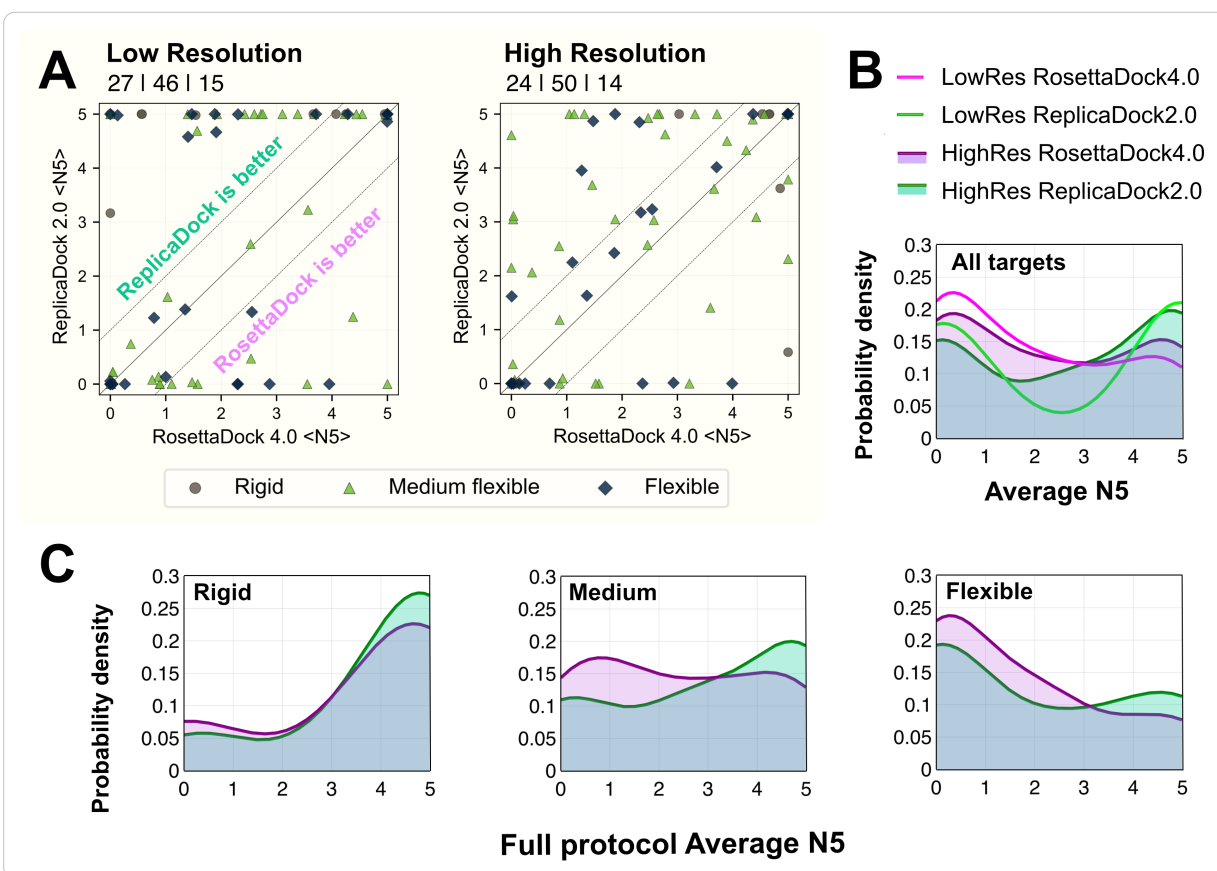 A
Low Resolution
27 | 46 | 15
5
4
3
2
1
0
0
1
2
3
4
5
ReplicaDock 2.0 <N5>
RosettaDock 4.0 <N5>
ReplicaDock is better
RosettaDock is better
High Resolution
24 | 50 | 14
5
4
3
2
1
0
0
1
2
3
4
5
ReplicaDock 2.0 <N5>
RosettaDock 4.0 <N5>
Rigid
Medium flexible
Flexible
B
LowRes RosettaDock4.0
LowRes ReplicaDock2.0
HighRes RosettaDock4.0
HighRes ReplicaDock2.0
All targets
0.3
0.25
0.2
0.15
0.1
0.05
0
0
1
2
3
4
5
Probability density
Average N5
C
Rigid
0.3
0.25
0.2
0.15
0.1
0.05
0
0
1
2
3
4
5
Probability density
Medium
0.3
0.25
0.2
0.15
0.1
0.05
0
0
1
2
3
4
5
Flexible
0.3
0.25
0.2
0.15
0.1
0.05
0
0
1
2
3
4
5
Full protocol Average N5